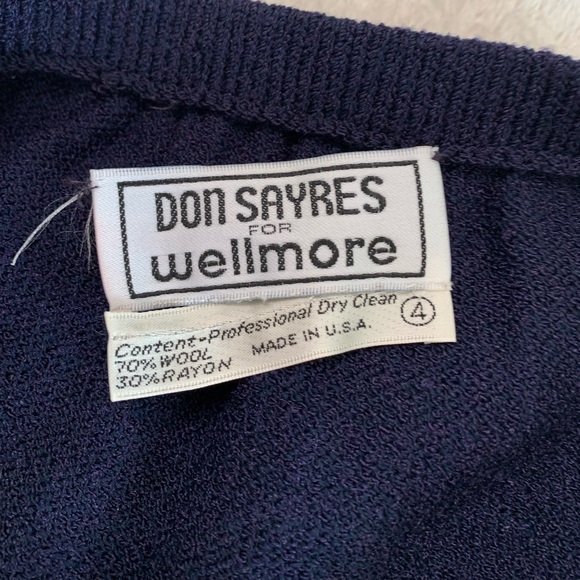 DON SAYRES
FOR
wellmore
Content-Professional Dry Clean
70% WOOL
30% RAYON
MADE IN U.S.A.
4